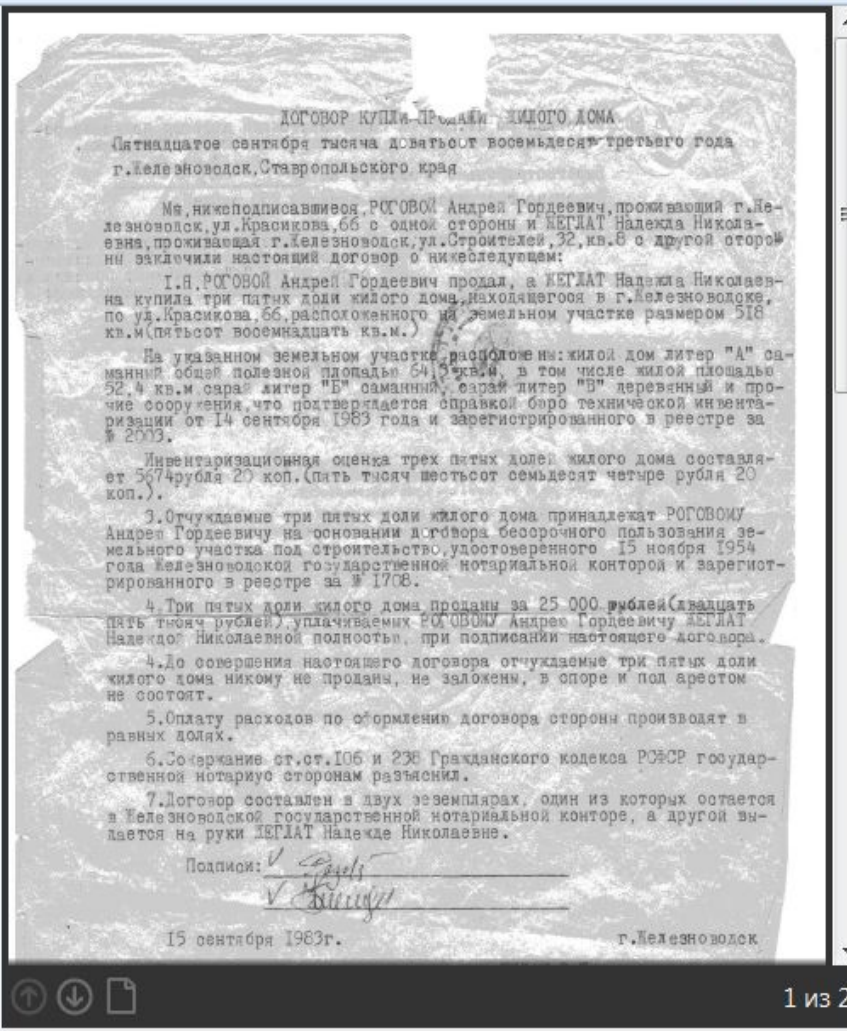 ДОГОВОР КУПЛИ-ПРОДАЖИ ЖИЛОГО ДОМА
Пятнадцатое сентября тысяча девятьсот восемьдесят третьего года
г.Железноводск,Ставропольского края
Мы,нижеподписавшиеся,РОГОВОЙ Андрей Гордеевич,проживающий г.Же-
лезноводск,ул.Красикова,66 с одной стороны и ЖЕГЛАТ Надежда Никола-
евна,проживающая г.Железноводск,ул.Строителей,32,кв.8 с другой сторо
ны заключили настоящий договор о нижеследующем:
I.Я,РОГОВОЙ Андрей Гордеевич продал, а ЖЕГЛАТ Надежда Николаев-
на купила три пятых доли жилого дома,находящегося в г.Железноводске,
по ул.Красикова,66,расположенного на земельном участке размером 518
кв.м(пятьсот восемнадцать кв.м.)
На указанном земельном участке расположены:жилой дом литер "А" са-
манный общей полезной площадью 64,3 кв.м, в том числе жилой площадью
52,4 кв.м.сарай литер "Б" саманный, сарай литер "В" деревянный и про-
чие сооружения,что подтверждается справкой бюро технической инвента-
ризации от I4 сентября I983 года и зарегистрированного в реестре за
№ 2003.
Инвентаризационная оценка трех пятых долей жилого дома составля-
ет 5674рубля 20 коп.(пять тысяч шестьсот семьдесят четыре рубля 20
коп.).
3.Отчуждаемые три пятых доли жилого дома принадлежат РОГОВОМУ
Андрею Гордеевичу на основании договора бессрочного пользования зе-
мельного участка под строительство,удостоверенного I5 ноября I954
года Железноводской государственной нотариальной конторой и зарегист-
рированного в реестре за № I708.
4.Три пятых доли жилого дома проданы за 25 000 рублей(двадцать
пять тысяч рублей),уплачиваемых РОГОВОМУ Андрею Гордеевичу ЖЕГЛАТ
Надеждой Николаевной полностью, при подписании настоящего договора.
4.До совершения настоящего договора отчуждаемые три пятых доли
жилого дома никому не проданы, не заложены, в споре и под арестом
не состоят.
5.Оплату расходов по оформлению договора стороны производят в
равных долях.
6.Содержание ст.ст.I06 и 238 Гражданского кодекса РСФСР государ-
ственной нотариус сторонам разъяснил.
7.Договор составлен в двух экземплярах, один из которых остается
в Железноводской государственной нотариальной конторе, а другой вы-
дается на руки ЖЕГЛАТ Надежде Николаевне.
Подписи:
I5 сентября I983г. г.Железноводск
1 из 2